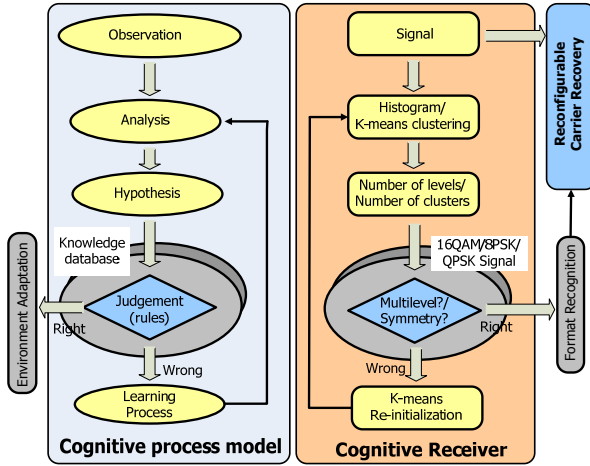 Observation
Analysis
Hypothesis
Knowledge
database
Judgement
(rules)
Right
Wrong
Learning
Process
Environment Adaptation
Cognitive process model
Signal
Histogram/
K-means clustering
Number of levels/
Number of clusters
16QAM/8PSK/
QPSK Signal
Multilevel?/
Symmetry?
Right
Wrong
K-means
Re-initialization
Cognitive Receiver
Reconfigurable
Carrier Recovery
Format Recognition